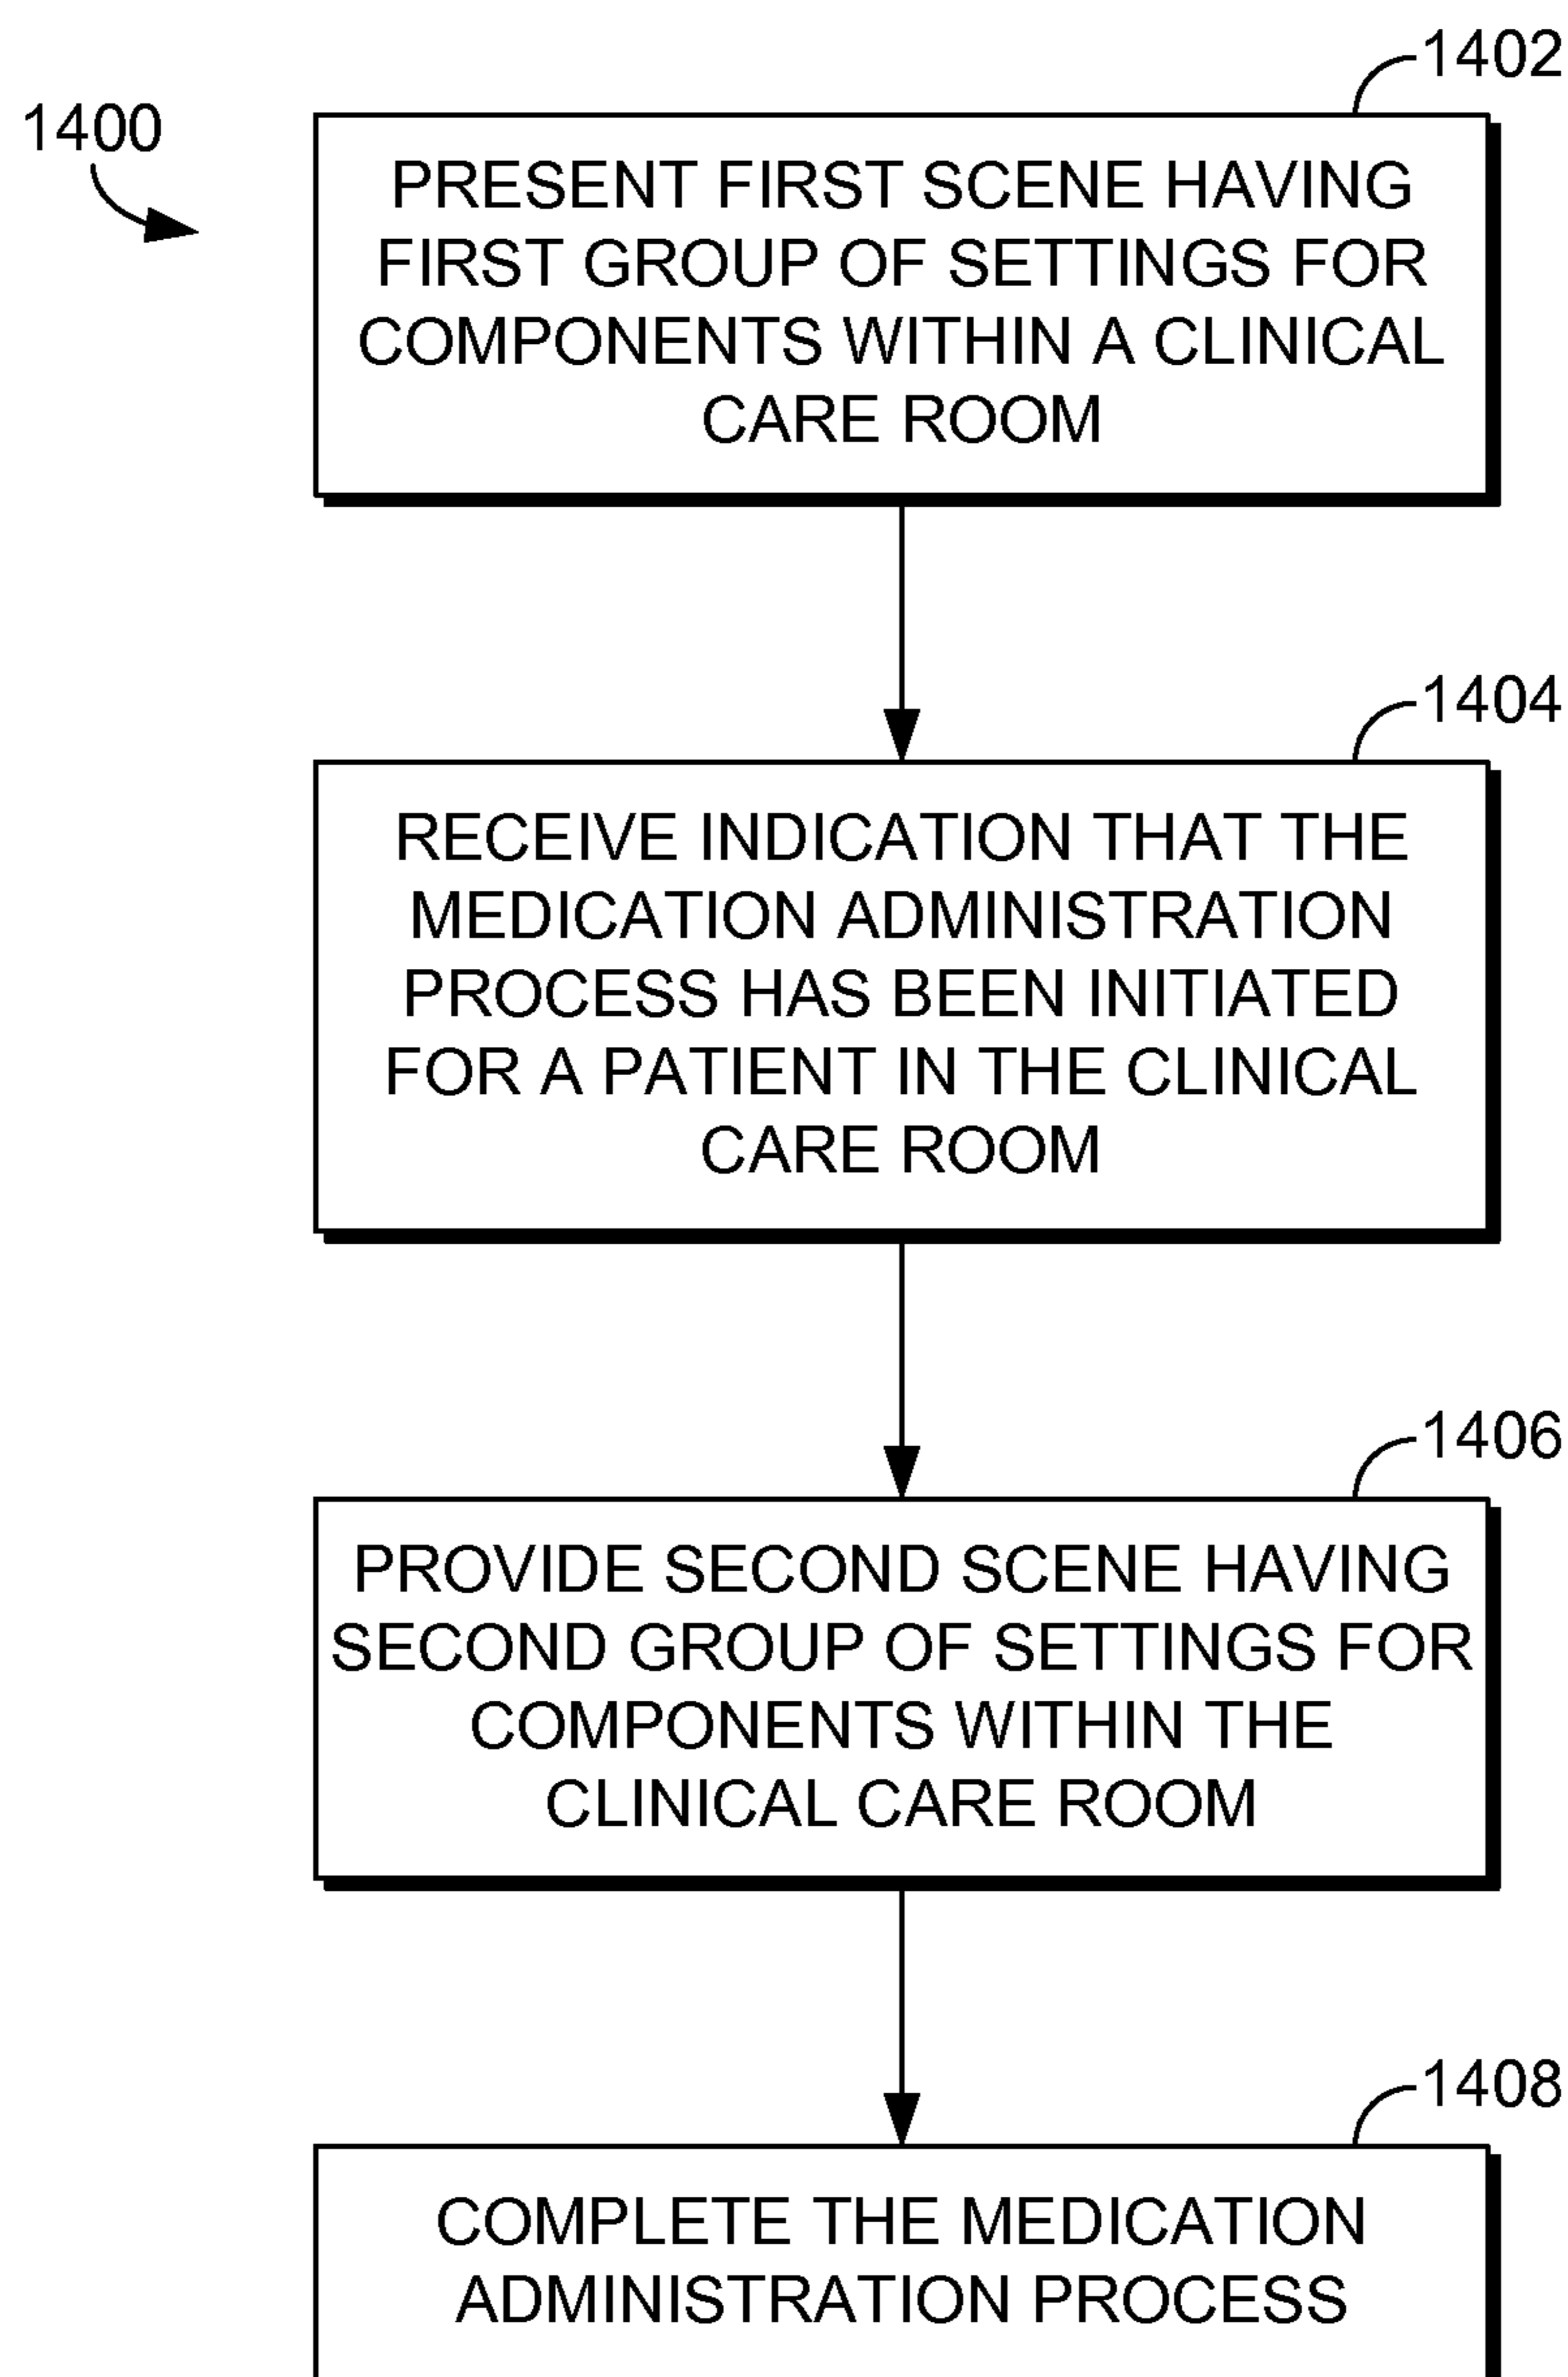 1402
1400
PRESENT FIRST SCENE HAVING
FIRST GROUP OF SETTINGS FOR
COMPONENTS WITHIN A CLINICAL
CARE ROOM
1404
RECEIVE INDICATION THAT THE
MEDICATION ADMINISTRATION
PROCESS HAS BEEN INITIATED
FOR A PATIENT IN THE CLINICAL
CARE ROOM
1406
PROVIDE SECOND SCENE HAVING
SECOND GROUP OF SETTINGS FOR
COMPONENTS WITHIN THE
CLINICAL CARE ROOM
1408
COMPLETE THE MEDICATION
ADMINISTRATION PROCESS